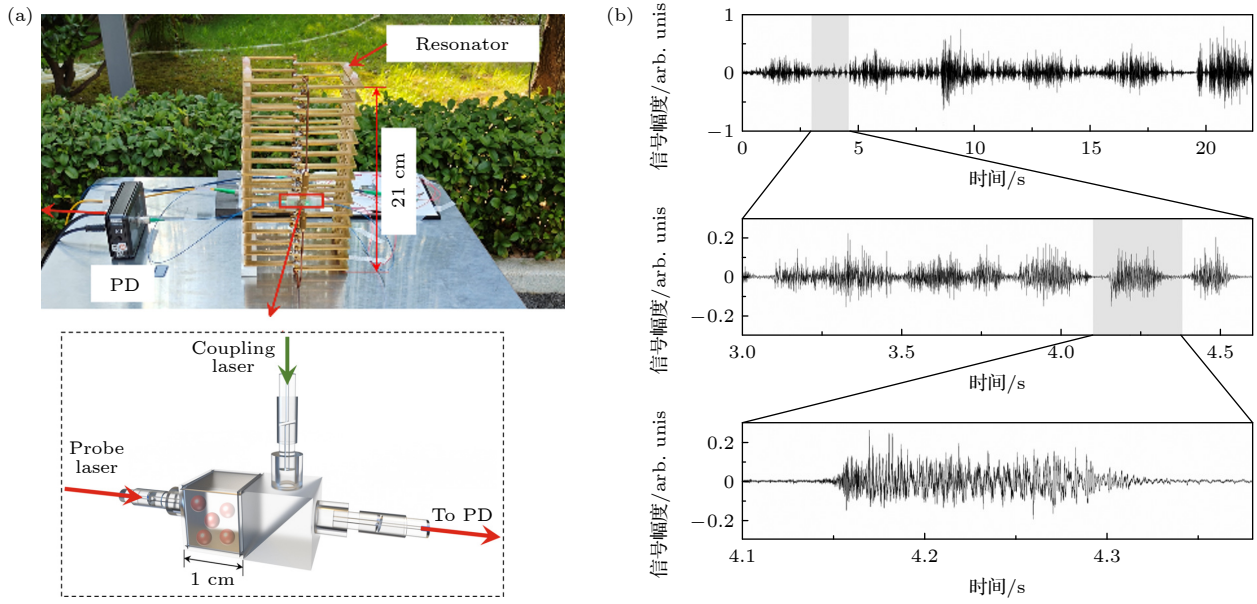 (a)
Resonator
21 cm
PD
Coupling
laser
Probe
laser
To PD
1 cm
(b)
信号幅度/arb. unis
1
0
−1
0
5
10
15
20
时间/s
信号幅度/arb. unis
0.2
0
−0.2
3.0
3.5
4.0
4.5
时间/s
信号幅度/arb. unis
0.2
0
−0.2
4.1
4.2
4.3
时间/s